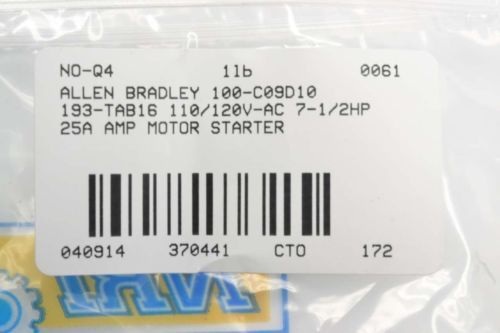 NO-Q4 1lb 0061
ALLEN BRADLEY 100-C09D10
193-TAB16 110/120V-AC 7-1/2HP
25A AMP MOTOR STARTER
040914 370441 CTO 172